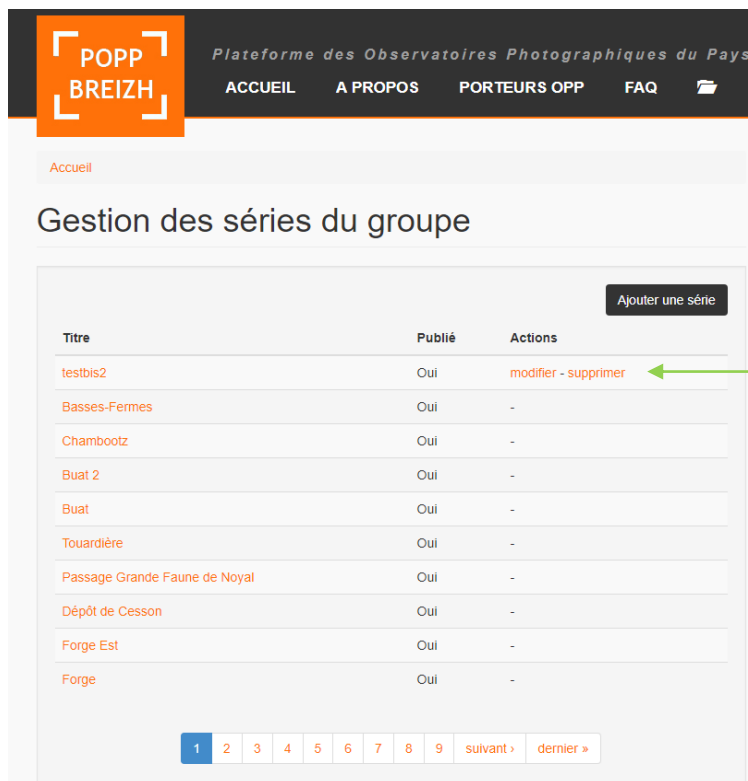 POPP
BREIZH
Plateforme des Observatoires Photographiques du Pays
ACCUEIL A PROPOS PORTEURS OPP FAQ
Accueil
Gestion des séries du groupe
Ajouter une série
Titre Publié Actions
testbis2 Oui modifier - supprimer
Basses-Fermes Oui -
Chambootz Oui -
Buat 2 Oui -
Buat Oui -
Touardière Oui -
Passage Grande Faune de Noyal Oui -
Dépôt de Cesson Oui -
Forge Est Oui -
Forge Oui -
1 2 3 4 5 6 7 8 9 suivant › dernier »